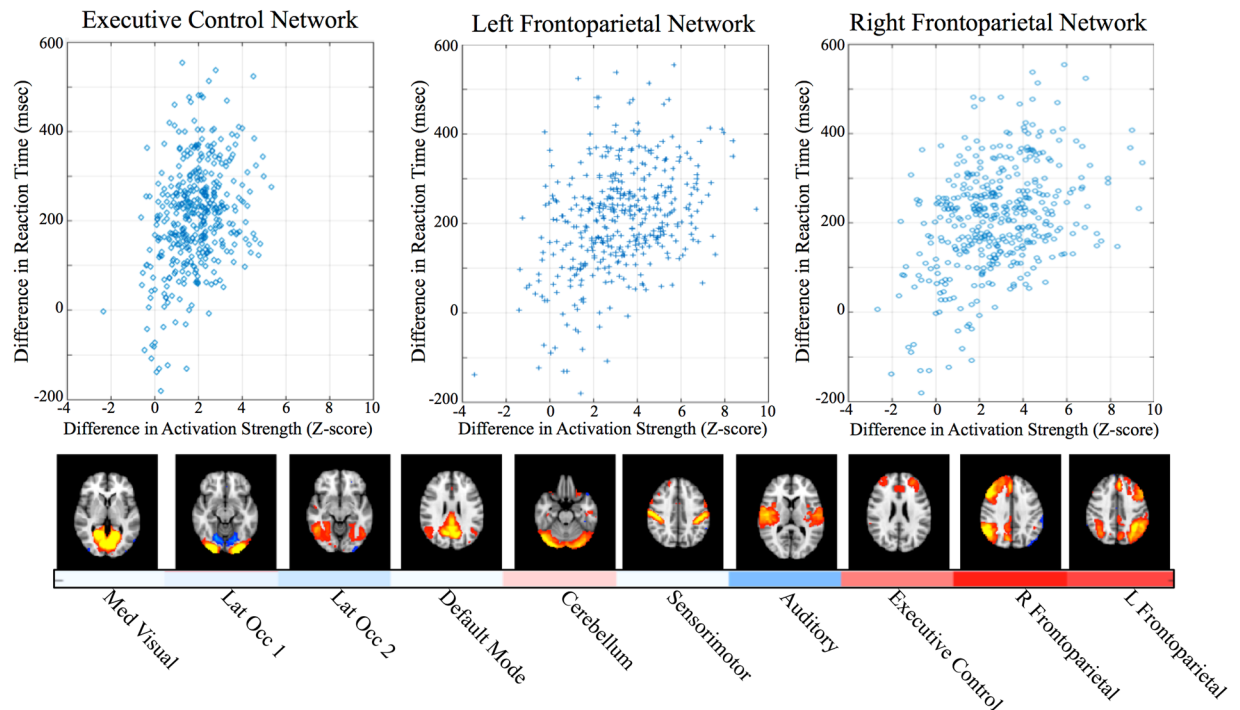 Executive Control Network
Left Frontoparietal Network
Right Frontoparietal Network
Difference in Reaction Time (msec)
600
400
200
0
-200
-4 -2 0 2 4 6 8 10
Difference in Activation Strength (Z-score)
Difference in Reaction Time (msec)
600
400
200
0
-200
-4 -2 0 2 4 6 8 10
Difference in Activation Strength (Z-score)
Difference in Reaction Time (msec)
600
400
200
0
-200
-4 -2 0 2 4 6 8 10
Difference in Activation Strength (Z-score)
Med Visual
Lat Occ 1
Lat Occ 2
Default Mode
Cerebellum
Sensorimotor
Auditory
Executive Control
R Frontoparietal
L Frontoparietal